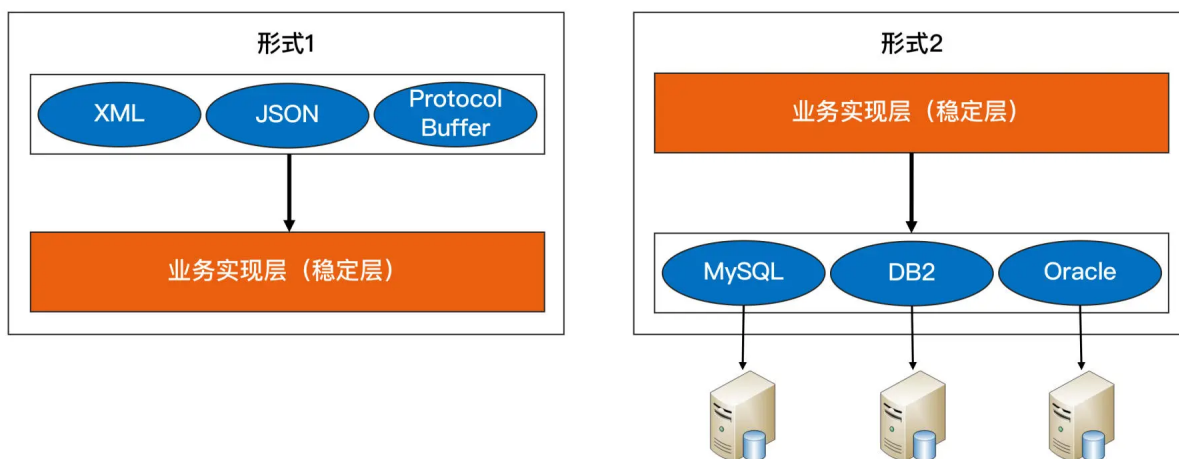 形式1
XML
JSON
Protocol
Buffer
业务实现层（稳定层）
形式2
业务实现层（稳定层）
MySQL
DB2
Oracle